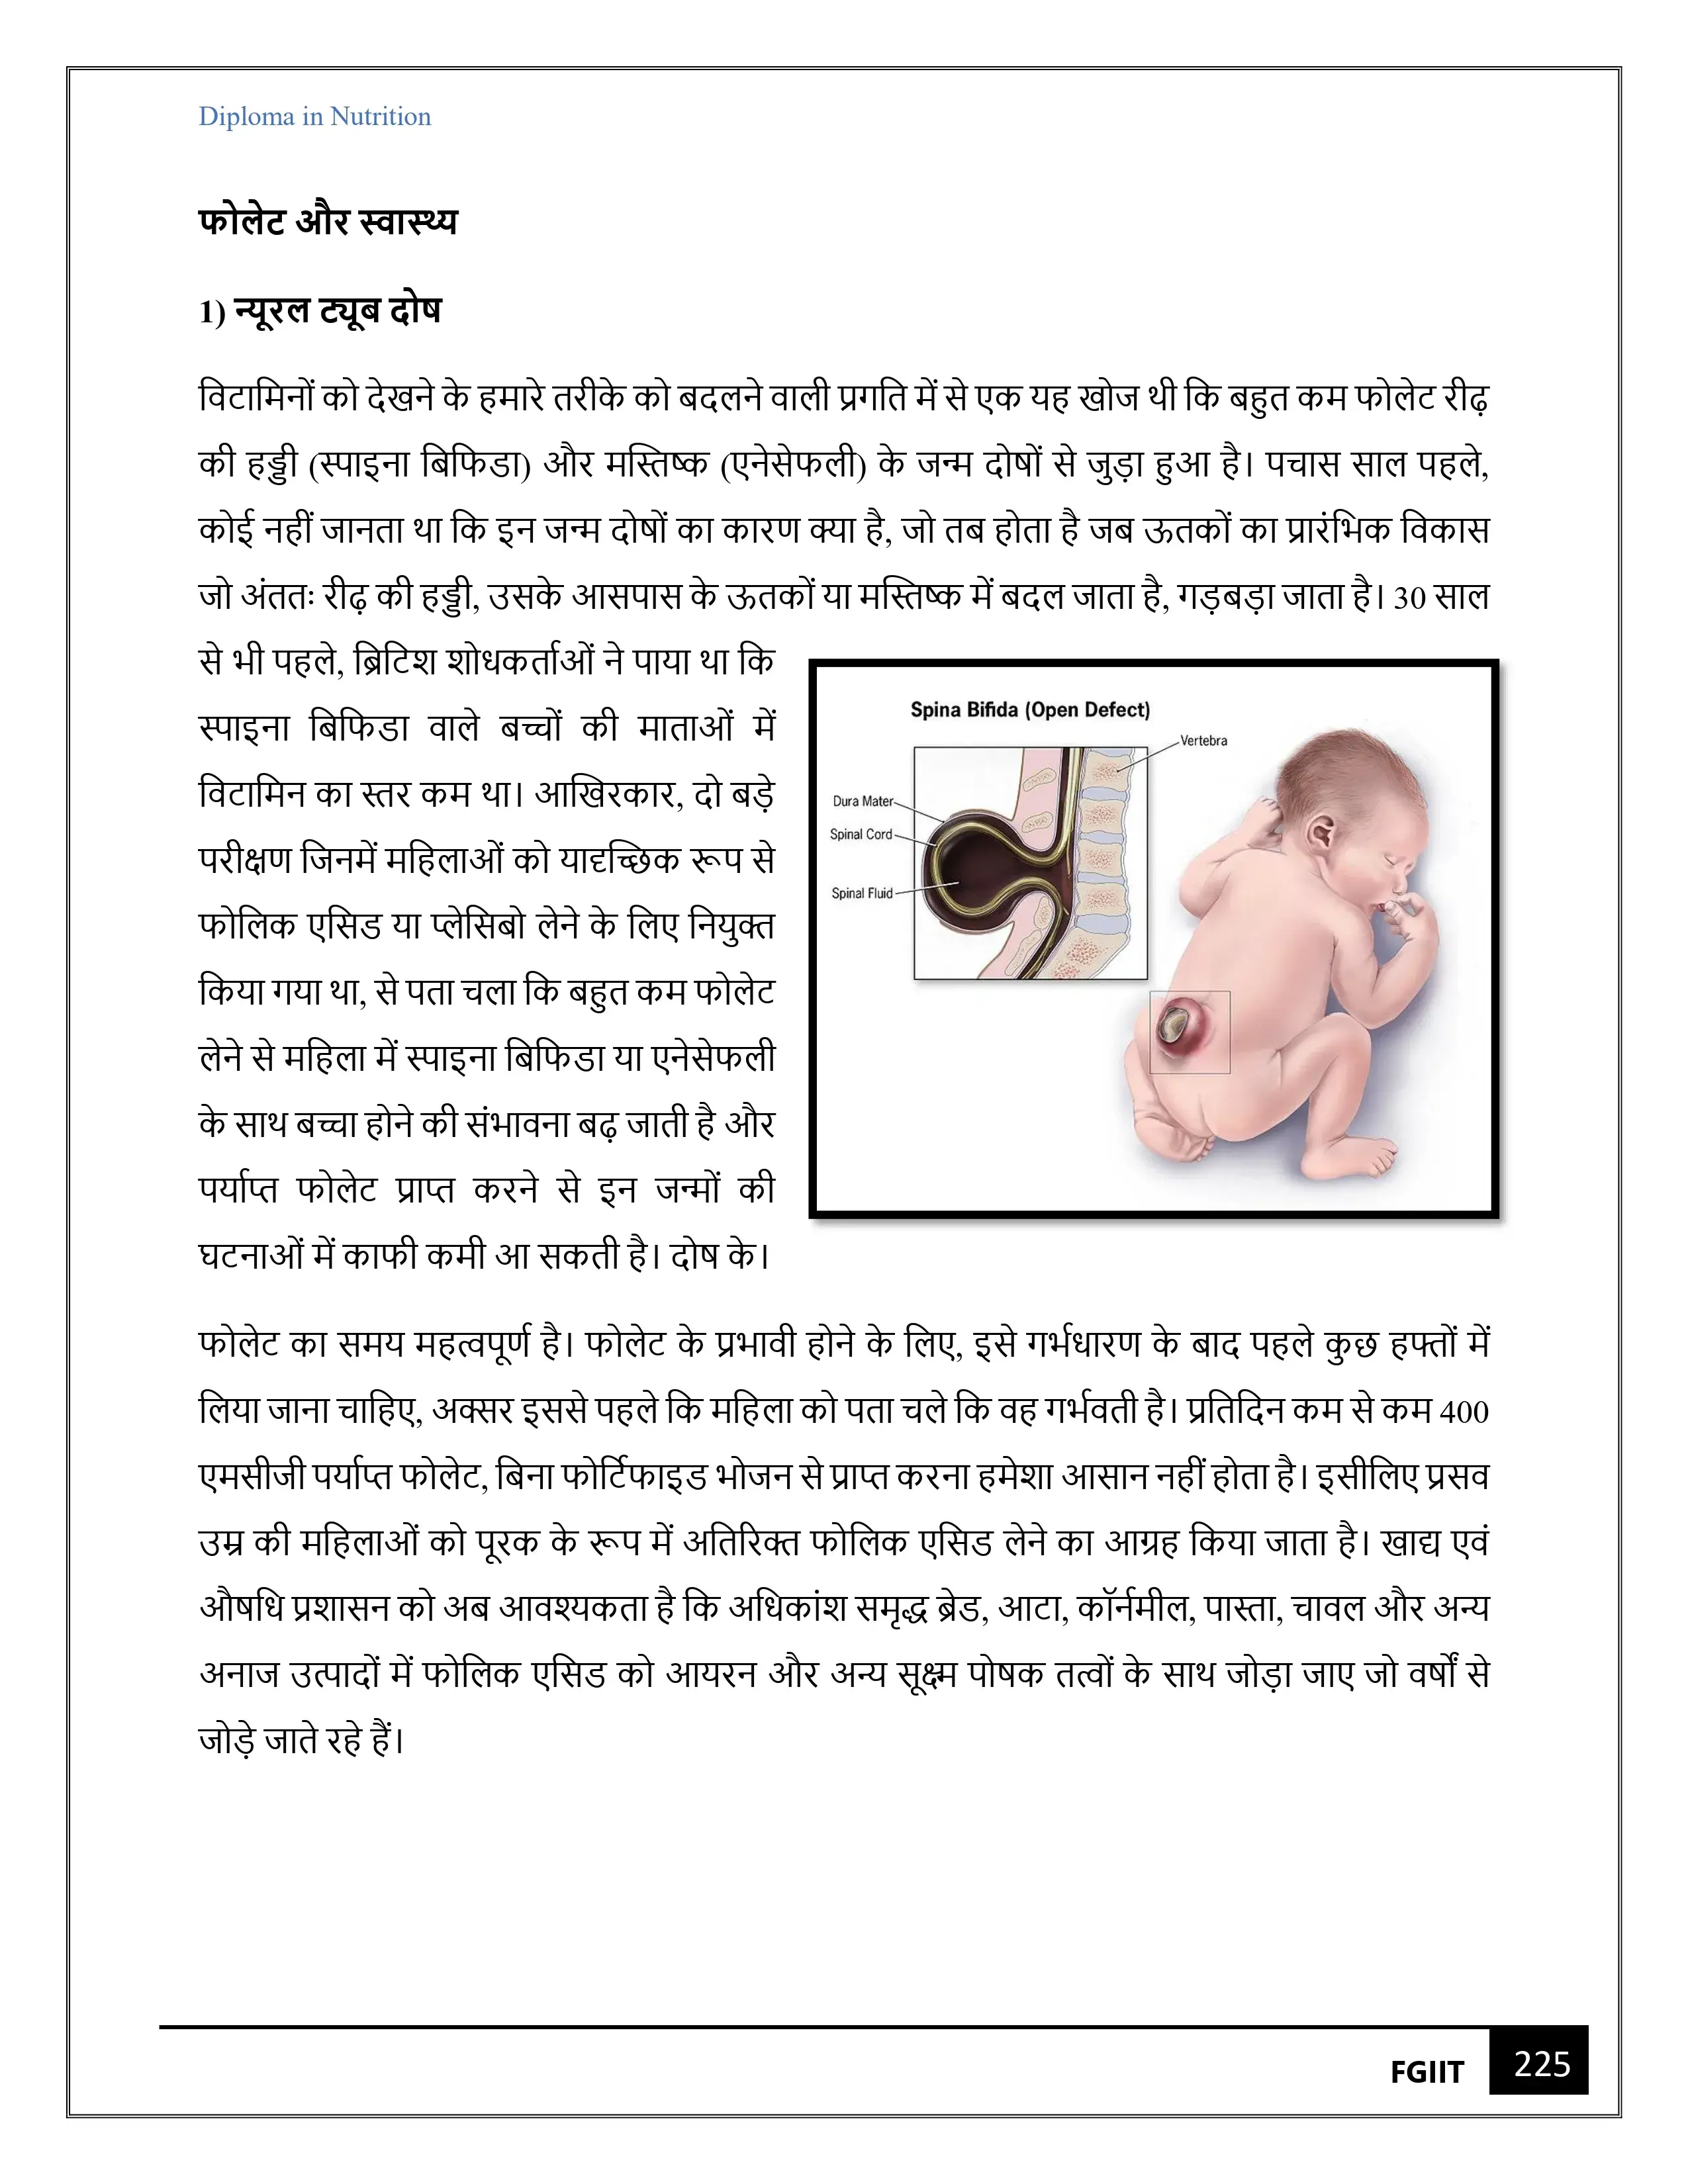 Diploma in Nutrition
फोलेट और स्वास्थ्य
1) न्यूरल ट्यूब दोष
विटामिनों को देखने के हमारे तरीके को बदलने वाली प्रगति में से एक यह खोज थी कि बहुत कम फोलेट रीढ़
की हड्डी (स्पाइना बिफिडा) और मस्तिष्क (एनेसेफली) के जन्म दोषों से जुड़ा हुआ है। पचास साल पहले,
कोई नहीं जानता था कि इन जन्म दोषों का कारण क्या है, जो तब होता है जब ऊतकों का प्रारंभिक विकास
जो अंततः रीढ़ की हड्डी, उसके आसपास के ऊतकों या मस्तिष्क में बदल जाता है, गड़बड़ा जाता है। 30 साल
से भी पहले, ब्रिटिश शोधकर्ताओं ने पाया था कि
स्पाइना बिफिडा वाले बच्चों की माताओं में
विटामिन का स्तर कम था। आखिरकार, दो बड़े
परीक्षण जिनमें महिलाओं को यादृच्छिक रूप से
फोलिक एसिड या प्लेसिबो लेने के लिए नियुक्त
किया गया था, से पता चला कि बहुत कम फोलेट
लेने से महिला में स्पाइना बिफिडा या एनेसेफली
के साथ बच्चा होने की संभावना बढ़ जाती है और
पर्याप्त फोलेट प्राप्त करने से इन जन्मों की
घटनाओं में काफी कमी आ सकती है। दोष के।
Spina Bifida (Open Defect)
Vertebra
Dura Mater
Spinal Cord
Spinal Fluid
फोलेट का समय महत्वपूर्ण है। फोलेट के प्रभावी होने के लिए, इसे गर्भधारण के बाद पहले कुछ हफ्तों में
लिया जाना चाहिए, अक्सर इससे पहले कि महिला को पता चले कि वह गर्भवती है। प्रतिदिन कम से कम 400
एमसीजी पर्याप्त फोलेट, बिना फोर्टिफाइड भोजन से प्राप्त करना हमेशा आसान नहीं होता है। इसीलिए प्रसव
उम्र की महिलाओं को पूरक के रूप में अतिरिक्त फोलिक एसिड लेने का आग्रह किया जाता है। खाद्य एवं
औषधि प्रशासन को अब आवश्यकता है कि अधिकांश समृद्ध ब्रेड, आटा, कॉर्नमील, पास्ता, चावल और अन्य
अनाज उत्पादों में फोलिक एसिड को आयरन और अन्य सूक्ष्म पोषक तत्वों के साथ जोड़ा जाए जो वर्षों से
जोड़े जाते रहे हैं।
FGIIT 225